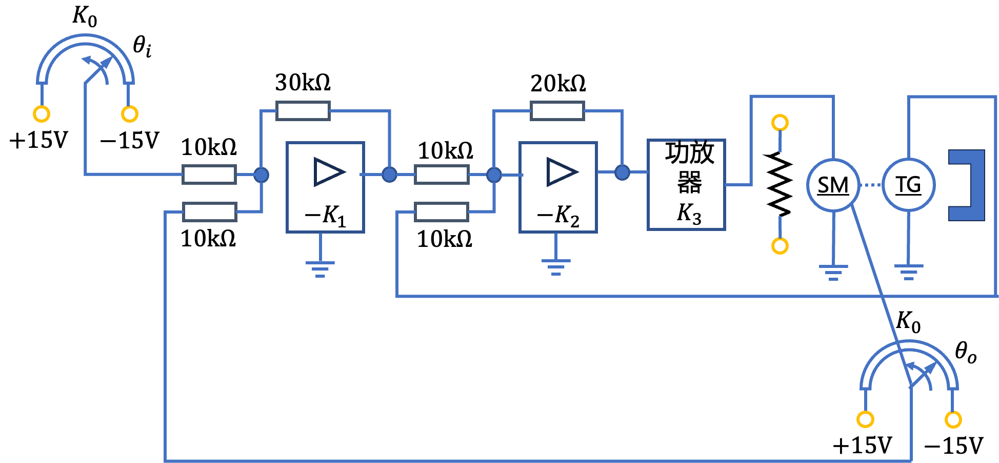 K₀
θᵢ
+15V
−15V
30kΩ
20kΩ
10kΩ
10kΩ
10kΩ
10kΩ
−K₁
−K₂
功放
器
K₃
SM
TG
K₀
θₒ
+15V
−15V